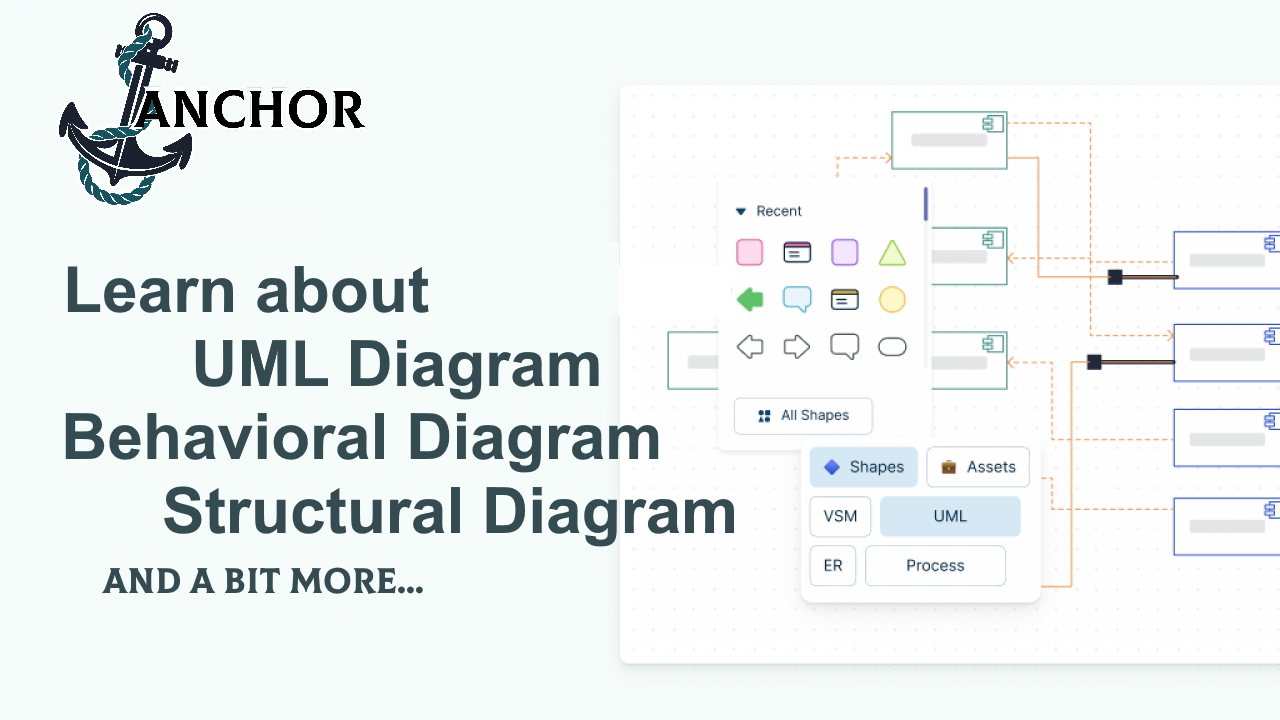 ANCHOR
Learn about
UML Diagram
Behavioral Diagram
Structural Diagram
AND A BIT MORE...
Recent
All Shapes
Shapes
Assets
VSM
UML
ER
Process